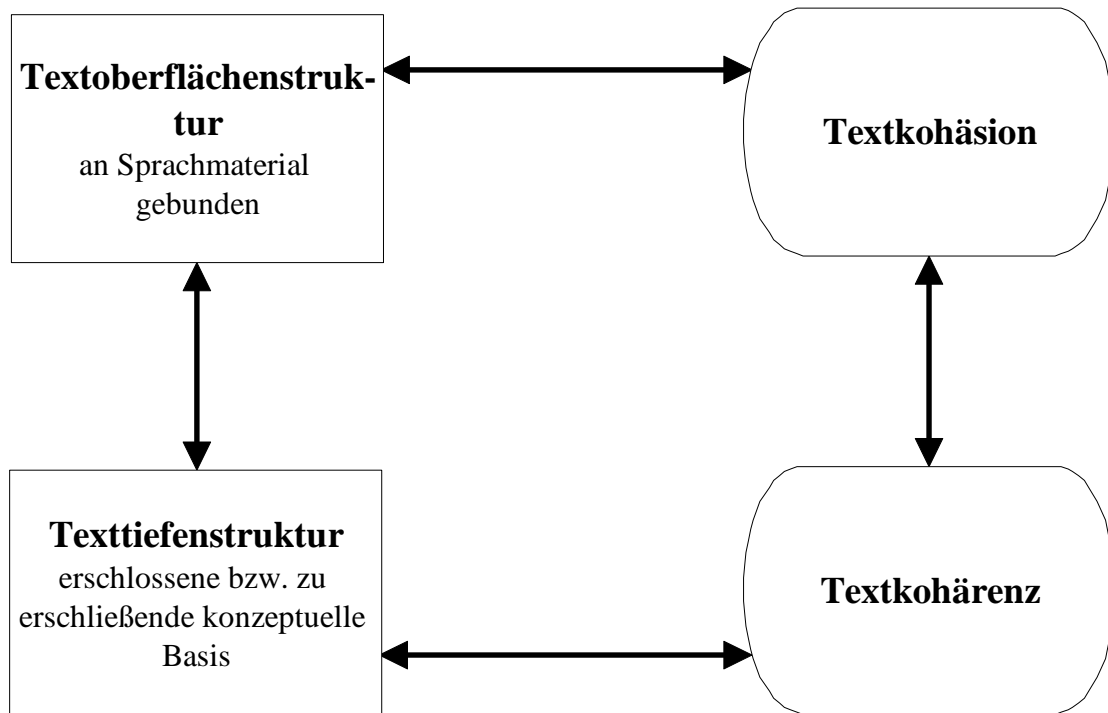 Textoberflächenstruk-
tur
an Sprachmaterial
gebunden
Textkohäsion
Texttiefenstruktur
erschlossene bzw. zu
erschließende konzeptuelle
Basis
Textkohärenz